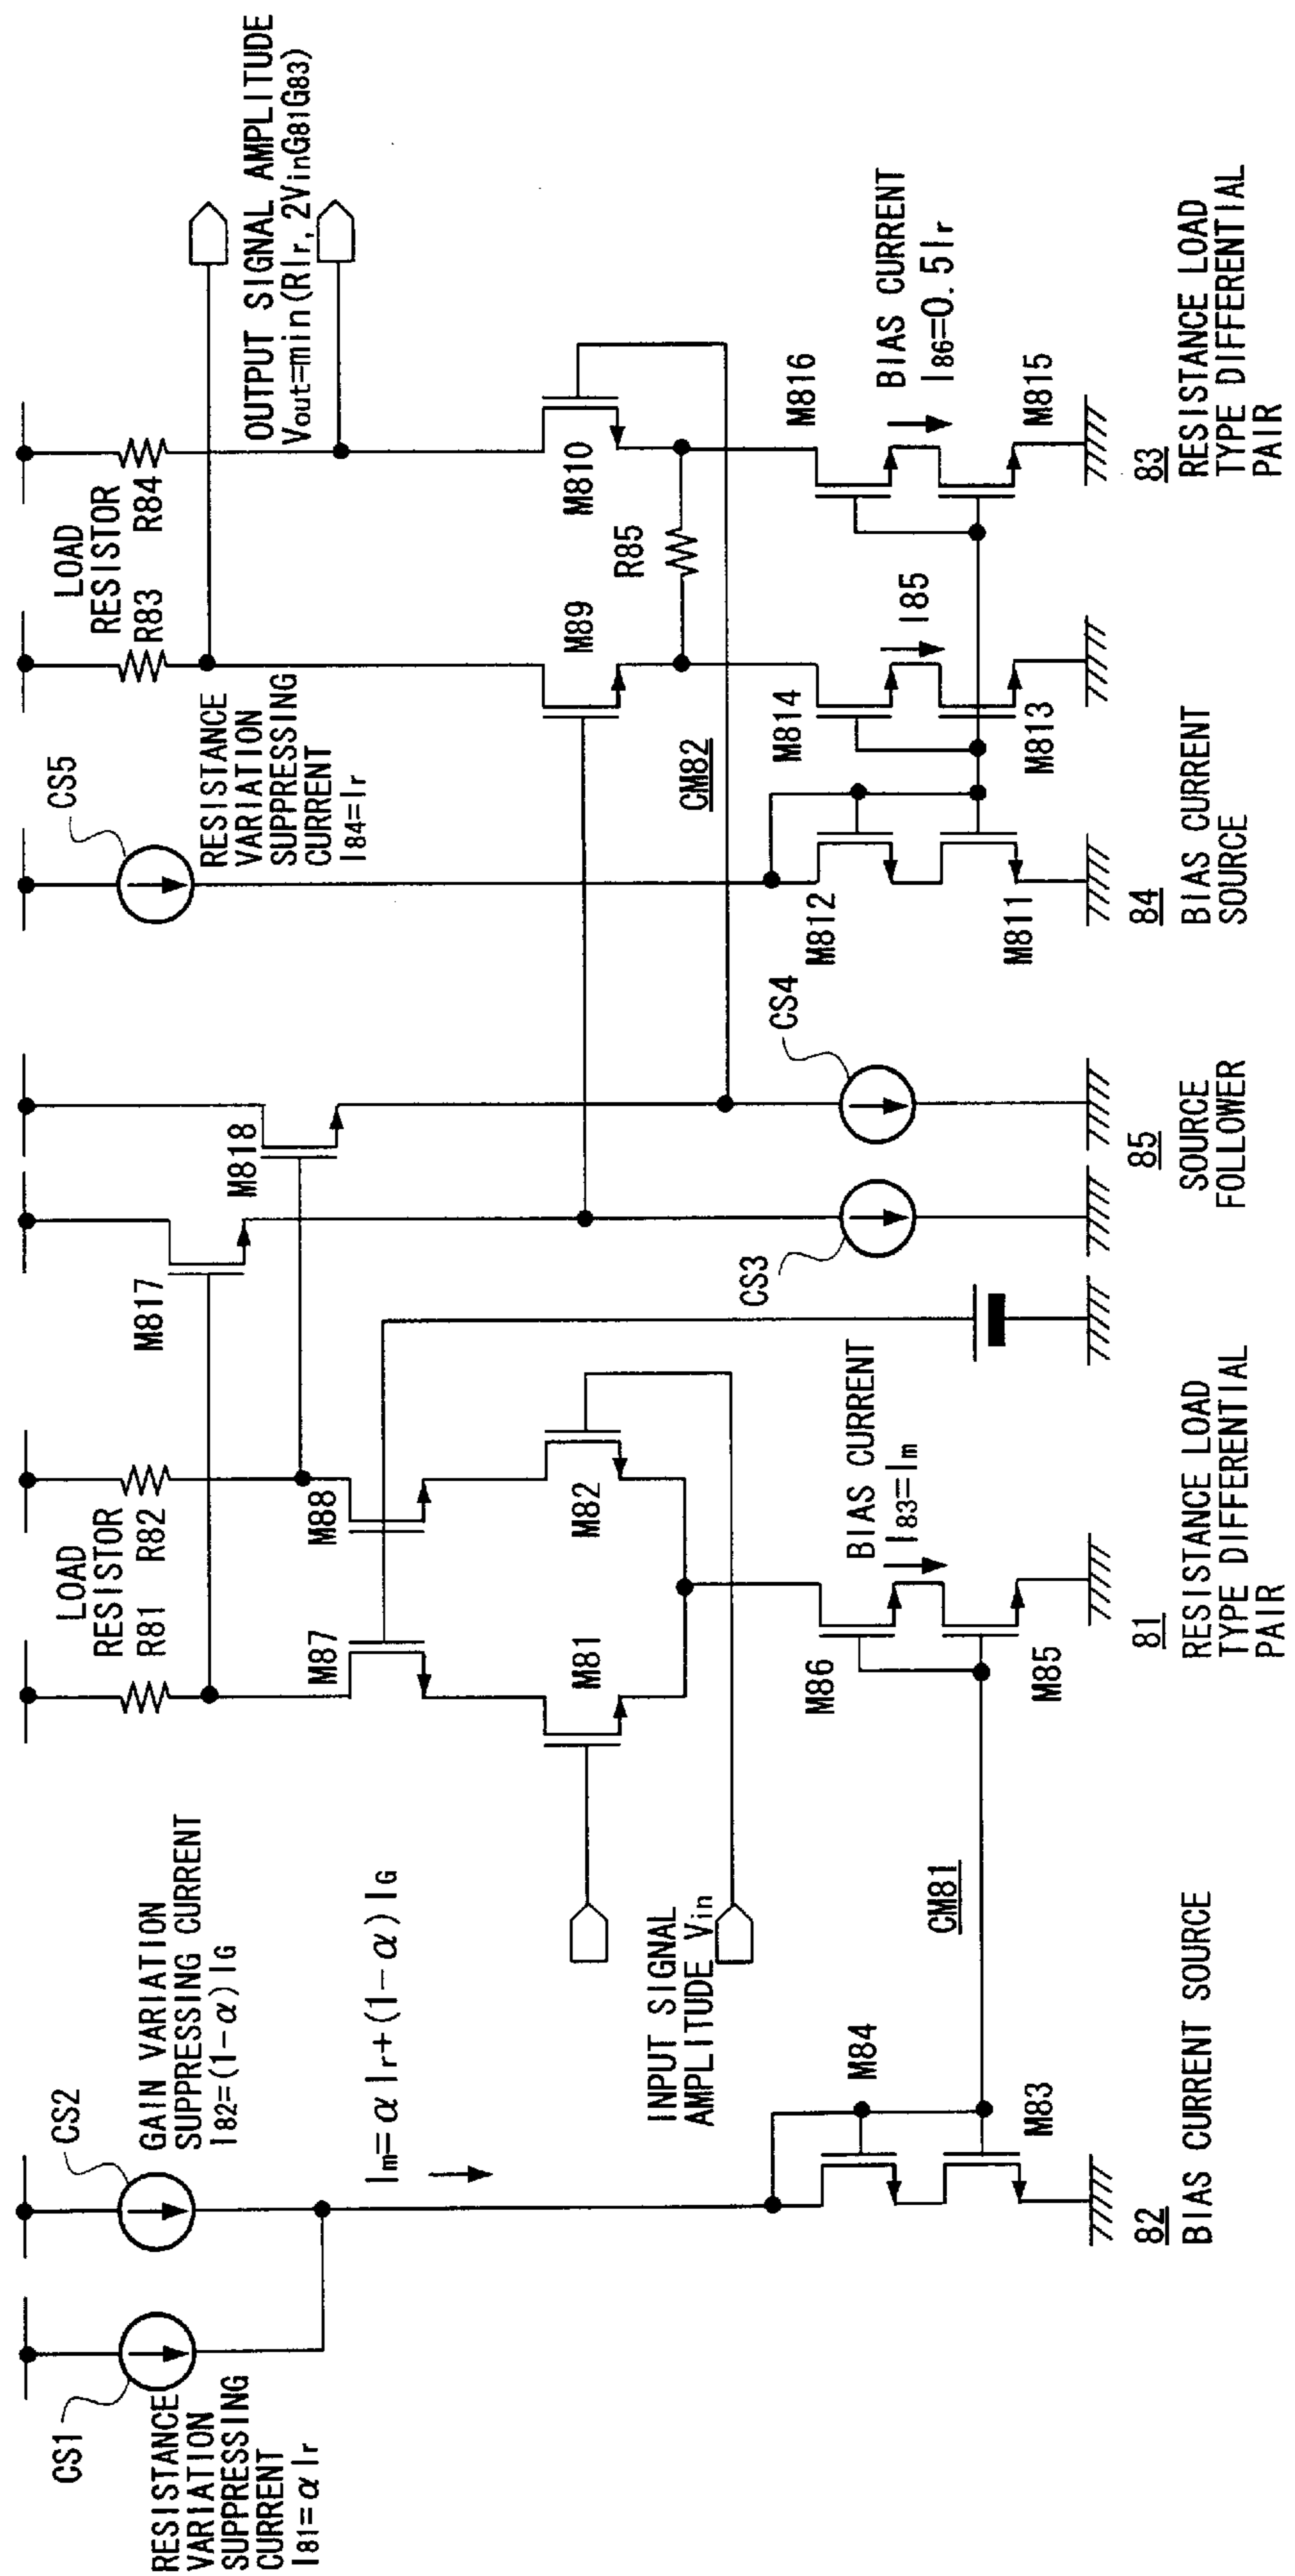 CS1
RESISTANCE
VARIATION
SUPPRESSING
CURRENT
I81=αIr
CS2
GAIN VARIATION
SUPPRESSING CURRENT
I82=(1-α)IG
Im=αIr+(1-α)IG
INPUT SIGNAL
AMPLITUDE Vin
M84
M83
CM81
82
BIAS CURRENT SOURCE
LOAD
RESISTOR
R81
R82
M87
M88
M81
M82
M86
M85
BIAS CURRENT
I83=Im
81
RESISTANCE LOAD
TYPE DIFFERENTIAL
PAIR
M817
M818
CS3
CS4
85
SOURCE
FOLLOWER
CS5
RESISTANCE
VARIATION
SUPPRESSING
CURRENT
I84=Ir
M812
M811
84
BIAS CURRENT
SOURCE
CM82
LOAD
RESISTOR
R83
R84
OUTPUT SIGNAL AMPLITUDE
Vout=min(RIr, 2VinG81G83)
M89
M810
R85
M814
I85
M813
M816
BIAS CURRENT
I86=0.5Ir
M815
83
RESISTANCE LOAD
TYPE DIFFERENTIAL
PAIR